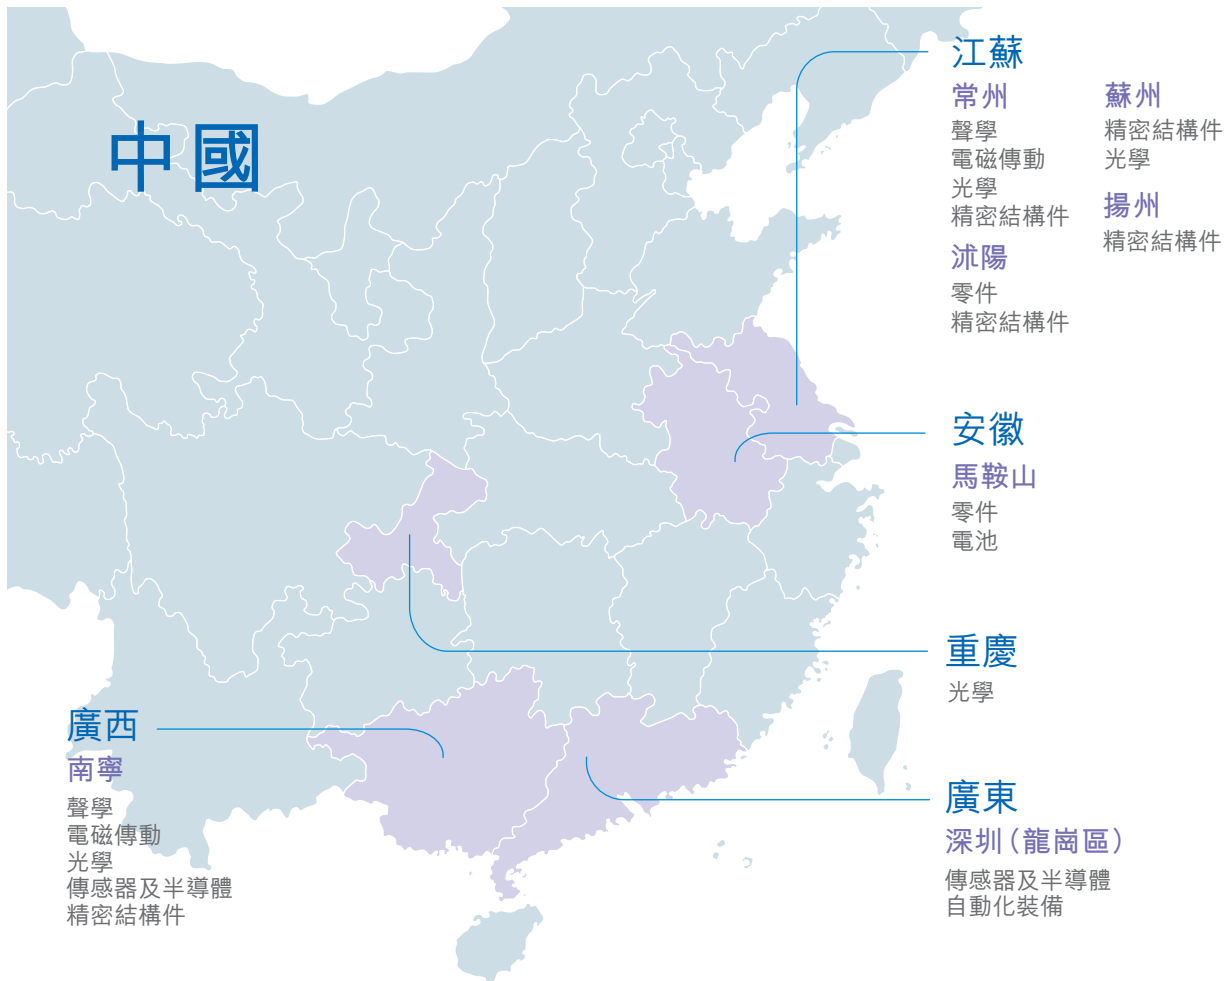 中國
江蘇
常州
聲學
電磁傳動
光學
精密結構件
沭陽
零件
精密結構件
蘇州
精密結構件
光學
揚州
精密結構件
安徽
馬鞍山
零件
電池
重慶
光學
廣東
深圳(龍崗區)
傳感器及半導體
自動化裝備
廣西
南寧
聲學
電磁傳動
光學
傳感器及半導體
精密結構件